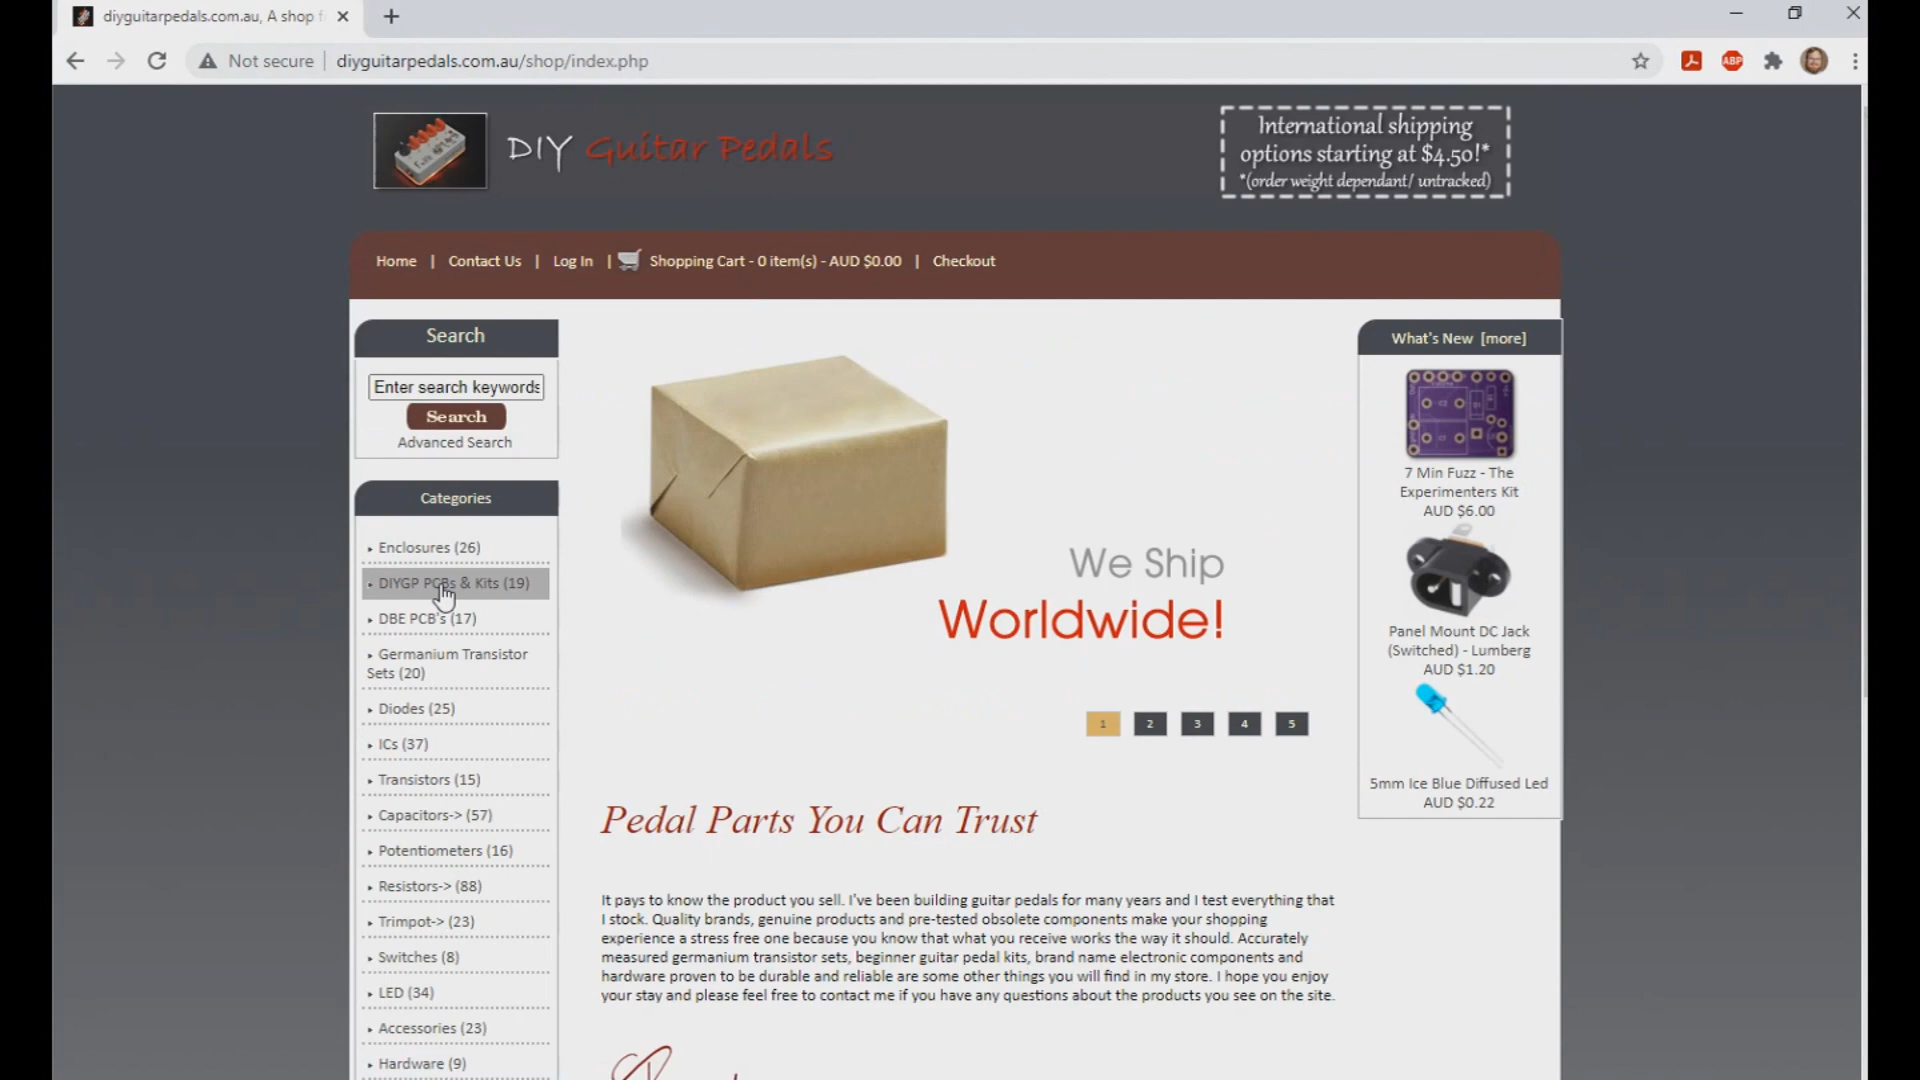 diyguitarpedals.com.au, A shop f
Not secure
diyguitarpedals.com.au/shop/index.php
ABP
DIY Guitar Pedals
International shipping
options starting at $4.50!*
*(order weight dependant/ untracked)
Home | Contact Us | Log In | Shopping Cart - 0 item(s) - AUD $0.00 | Checkout
Search
Enter search keywords
Search
Advanced Search
Categories
Enclosures (26)
DIYGP PCBs & Kits (19)
DBE PCB's (17)
Germanium Transistor
Sets (20)
Diodes (25)
ICs (37)
Transistors (15)
Capacitors-> (57)
Potentiometers (16)
Resistors-> (88)
Trimpot-> (23)
Switches (8)
LED (34)
Accessories (23)
Hardware (9)
We Ship
Worldwide!
1 2 3 4 5
Pedal Parts You Can Trust
It pays to know the product you sell. I've been building guitar pedals for many years and I test everything that
I stock. Quality brands, genuine products and pre-tested obsolete components make your shopping
experience a stress free one because you know that what you receive works the way it should. Accurately
measured germanium transistor sets, beginner guitar pedal kits, brand name electronic components and
hardware proven to be durable and reliable are some other things you will find in my store. I hope you enjoy
your stay and please feel free to contact me if you have any questions about the products you see on the site.
What's New [more]
7 Min Fuzz - The
Experimenters Kit
AUD $6.00
Panel Mount DC Jack
(Switched) - Lumberg
AUD $1.20
5mm Ice Blue Diffused Led
AUD $0.22